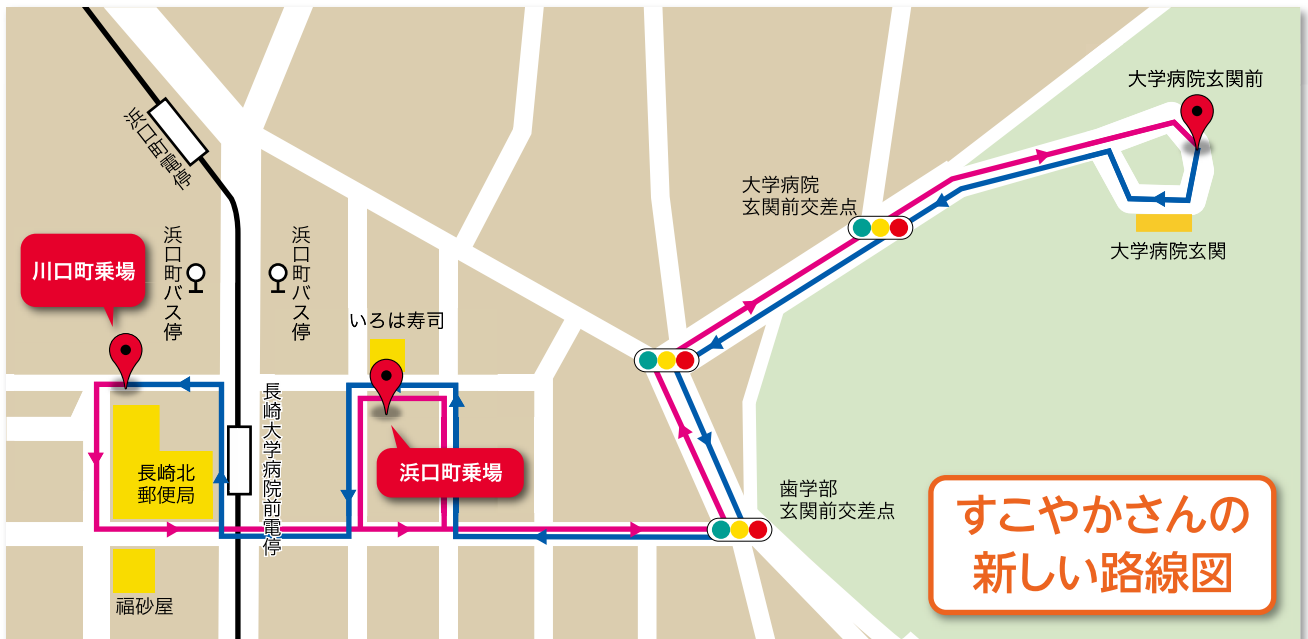 大学病院玄関前
浜口町電停
大学病院
玄関前交差点
大学病院玄関
川口町乗場
浜口町バス停
浜口町バス停
いろは寿司
長崎大学病院前電停
浜口町乗場
長崎北
郵便局
歯学部
玄関前交差点
福砂屋
すこやかさんの
新しい路線図